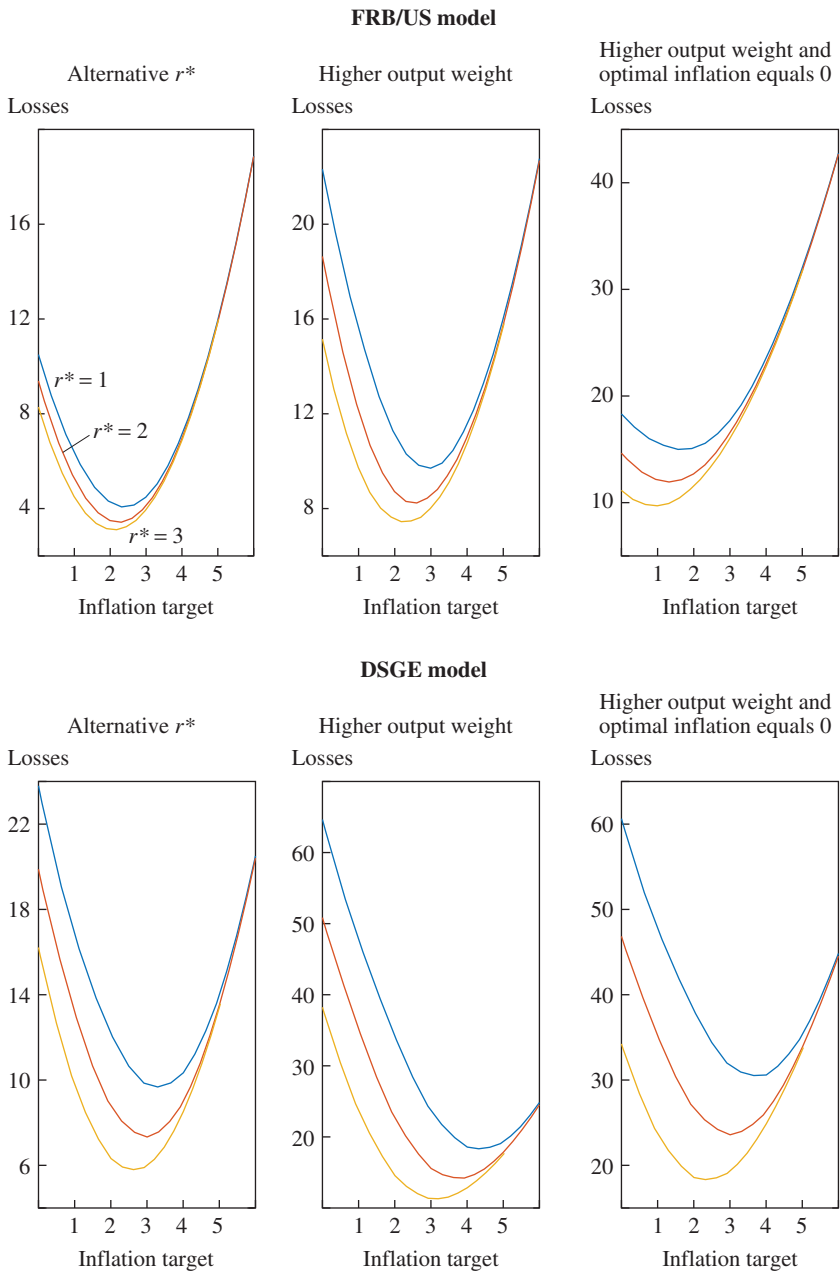 FRB/US model
Alternative r*
Higher output weight
Higher output weight and
optimal inflation equals 0
Losses
Losses
Losses
16
12
8
4
r* = 1
r* = 2
r* = 3
1 2 3 4 5
Inflation target
20
16
12
8
1 2 3 4 5
Inflation target
40
30
20
10
1 2 3 4 5
Inflation target
DSGE model
Alternative r*
Higher output weight
Higher output weight and
optimal inflation equals 0
Losses
Losses
Losses
22
18
14
10
6
1 2 3 4 5
Inflation target
60
50
40
30
20
1 2 3 4 5
Inflation target
60
50
40
30
20
1 2 3 4 5
Inflation target